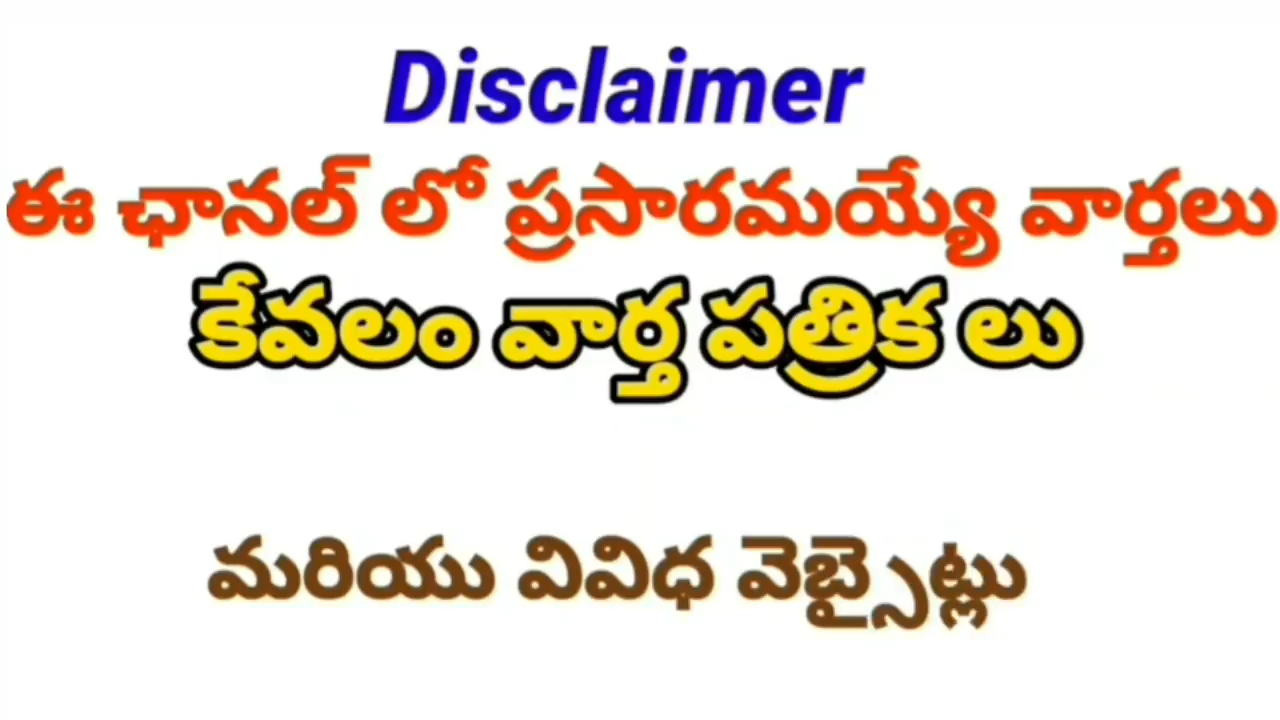 Disclaimer
ఈ ఛానల్ లో ప్రసారమయ్యే వార్తలు
కేవలం వార్త పత్రిక లు
మరియు వివిధ వెబ్సైట్లు